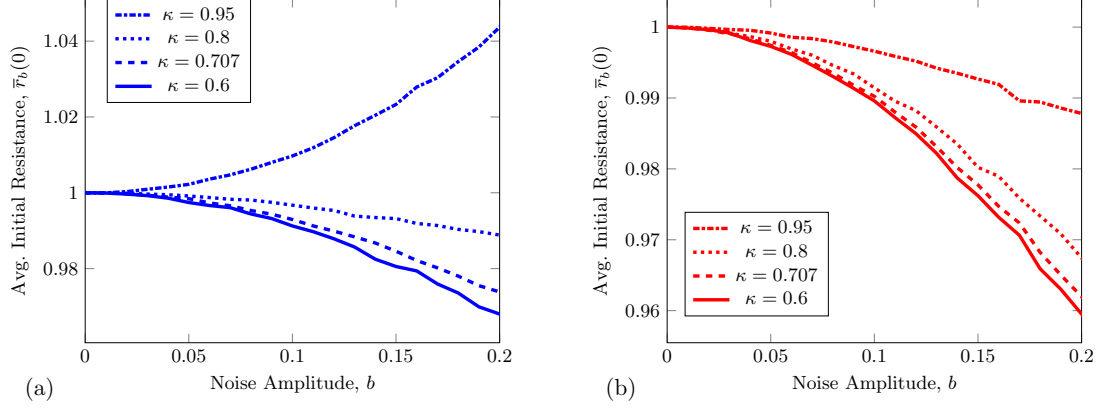 κ = 0.95
κ = 0.8
κ = 0.707
κ = 0.6
1.04
1.02
1
0.98
0
0.05
0.1
0.15
0.2
Avg. Initial Resistance, r̅_b(0)
Noise Amplitude, b
(a)
1
0.99
0.98
0.97
0.96
κ = 0.95
κ = 0.8
κ = 0.707
κ = 0.6
0
0.05
0.1
0.15
0.2
Avg. Initial Resistance, r̅_b(0)
Noise Amplitude, b
(b)